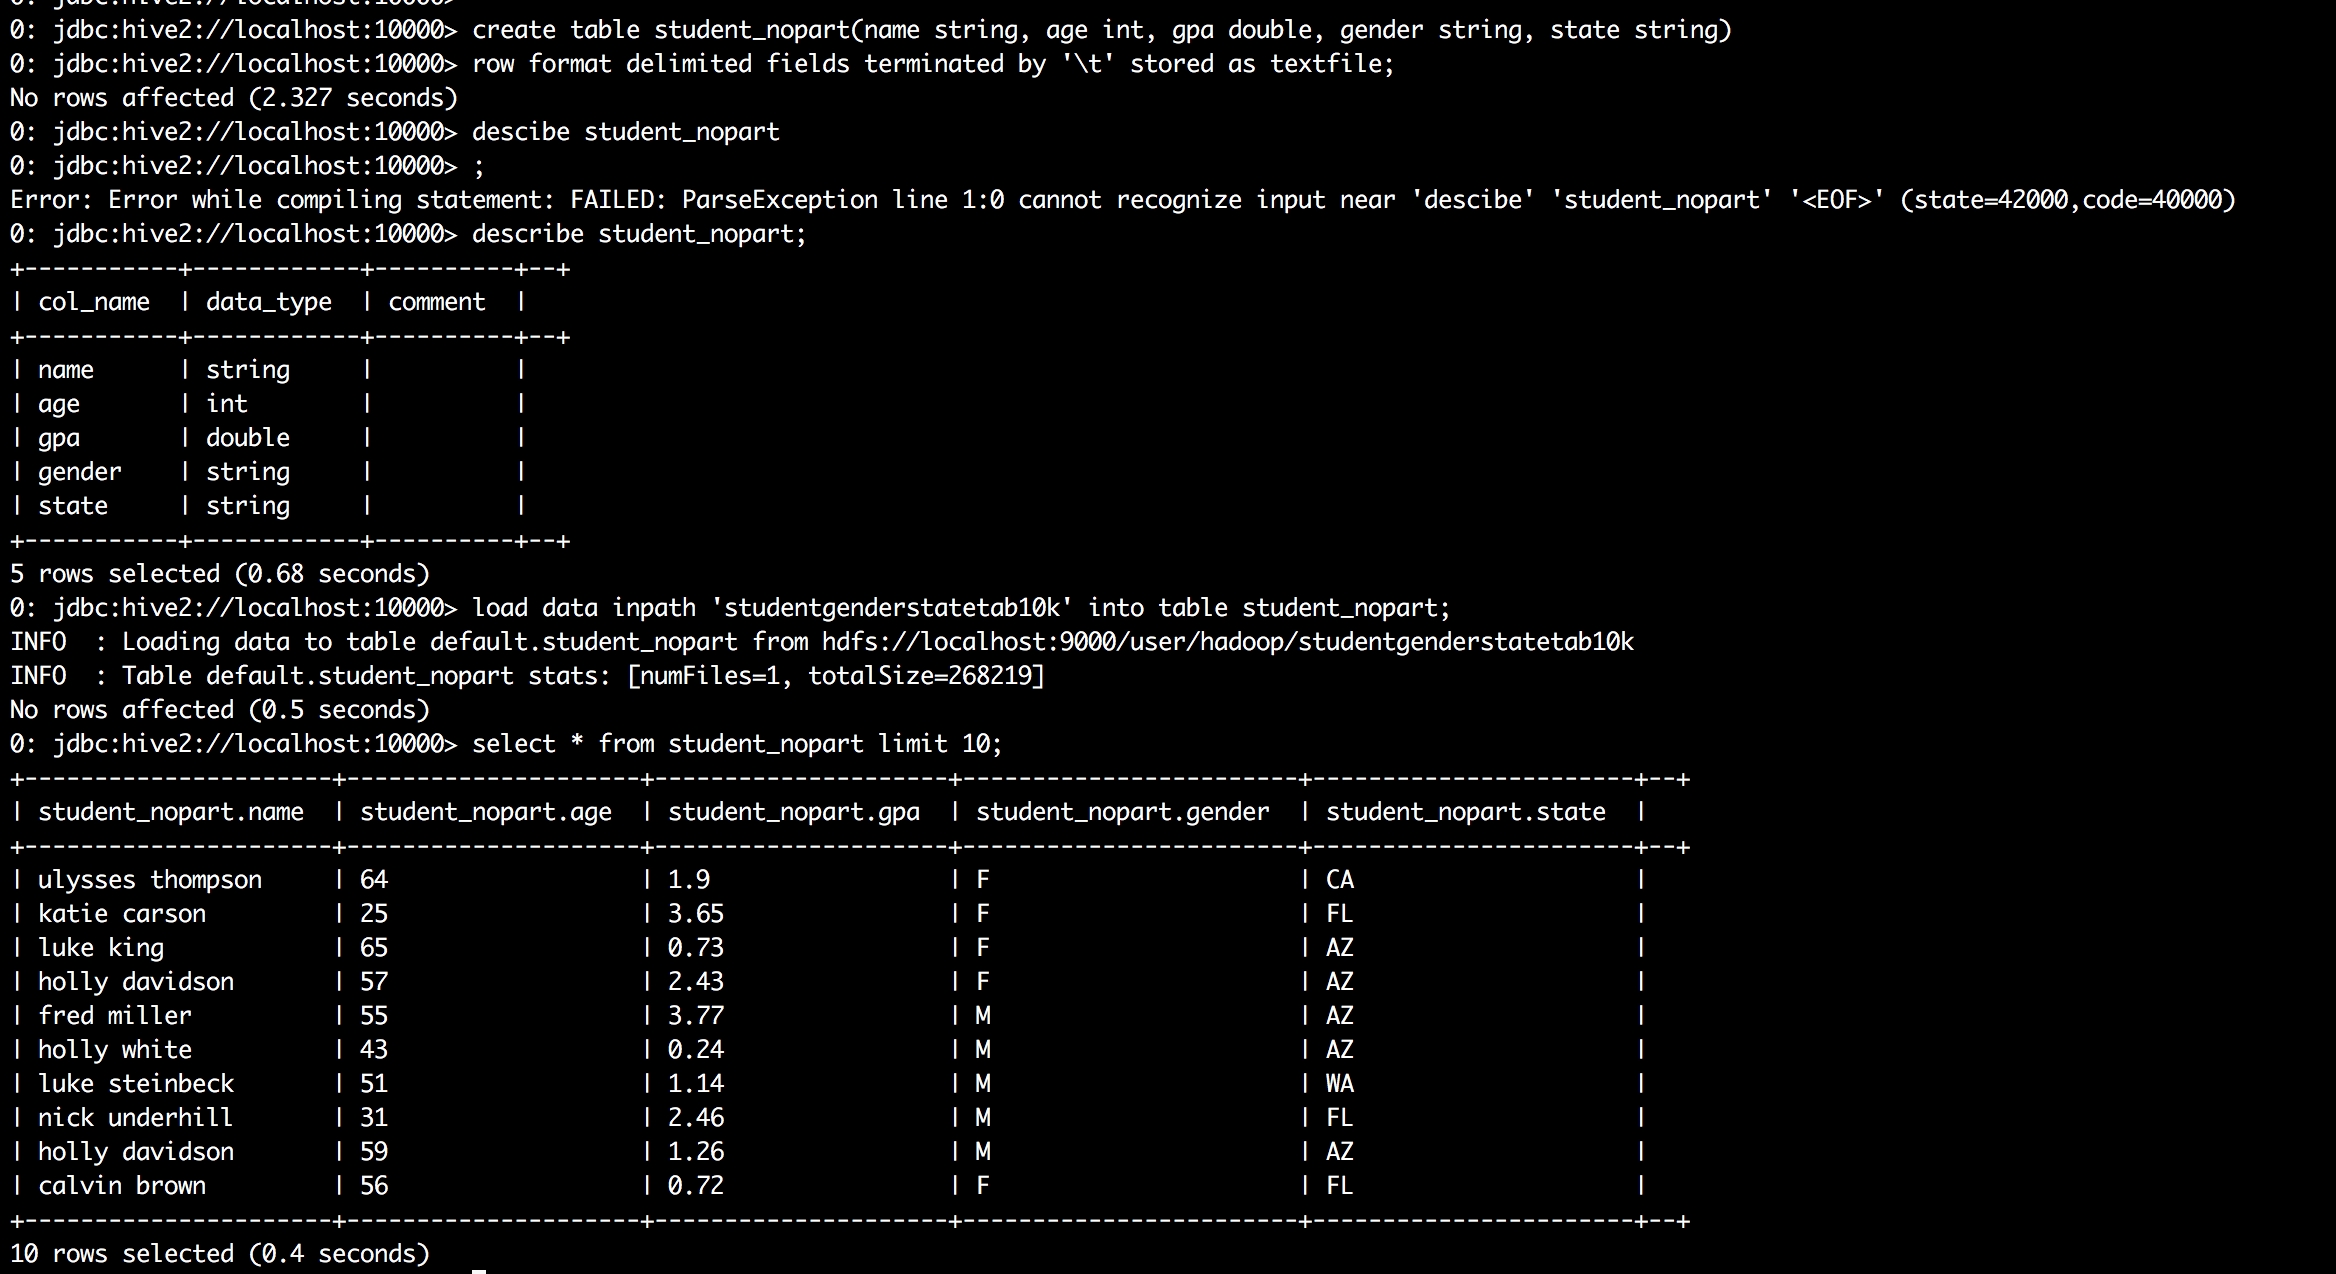 0: jdbc:hive2://localhost:10000>
0: jdbc:hive2://localhost:10000> create table student_nopart(name string, age int, gpa double, gender string, state string)
0: jdbc:hive2://localhost:10000> row format delimited fields terminated by '\t' stored as textfile;
No rows affected (2.327 seconds)
0: jdbc:hive2://localhost:10000> descibe student_nopart
0: jdbc:hive2://localhost:10000> ;
Error: Error while compiling statement: FAILED: ParseException line 1:0 cannot recognize input near 'descibe' 'student_nopart' '<EOF>' (state=42000,code=40000)
0: jdbc:hive2://localhost:10000> describe student_nopart;
+-----------+------------+----------+--+
| col_name  | data_type  | comment  |
+-----------+------------+----------+--+
| name      | string     |          |
| age       | int        |          |
| gpa       | double     |          |
| gender    | string     |          |
| state     | string     |          |
+-----------+------------+----------+--+
5 rows selected (0.68 seconds)
0: jdbc:hive2://localhost:10000> load data inpath 'studentgenderstatetab10k' into table student_nopart;
INFO  : Loading data to table default.student_nopart from hdfs://localhost:9000/user/hadoop/studentgenderstatetab10k
INFO  : Table default.student_nopart stats: [numFiles=1, totalSize=268219]
No rows affected (0.5 seconds)
0: jdbc:hive2://localhost:10000> select * from student_nopart limit 10;
+----------------------+---------------------+---------------------+------------------------+-----------------------+--+
| student_nopart.name  | student_nopart.age  | student_nopart.gpa  | student_nopart.gender  | student_nopart.state  |
+----------------------+---------------------+---------------------+------------------------+-----------------------+--+
| ulysses thompson     | 64                  | 1.9                 | F                      | CA                    |
| katie carson         | 25                  | 3.65                | F                      | FL                    |
| luke king            | 65                  | 0.73                | F                      | AZ                    |
| holly davidson       | 57                  | 2.43                | F                      | AZ                    |
| fred miller          | 55                  | 3.77                | M                      | AZ                    |
| holly white          | 43                  | 0.24                | M                      | AZ                    |
| luke steinbeck       | 51                  | 1.14                | M                      | WA                    |
| nick underhill       | 31                  | 2.46                | M                      | FL                    |
| holly davidson       | 59                  | 1.26                | M                      | AZ                    |
| calvin brown         | 56                  | 0.72                | F                      | FL                    |
+----------------------+---------------------+---------------------+------------------------+-----------------------+--+
10 rows selected (0.4 seconds)